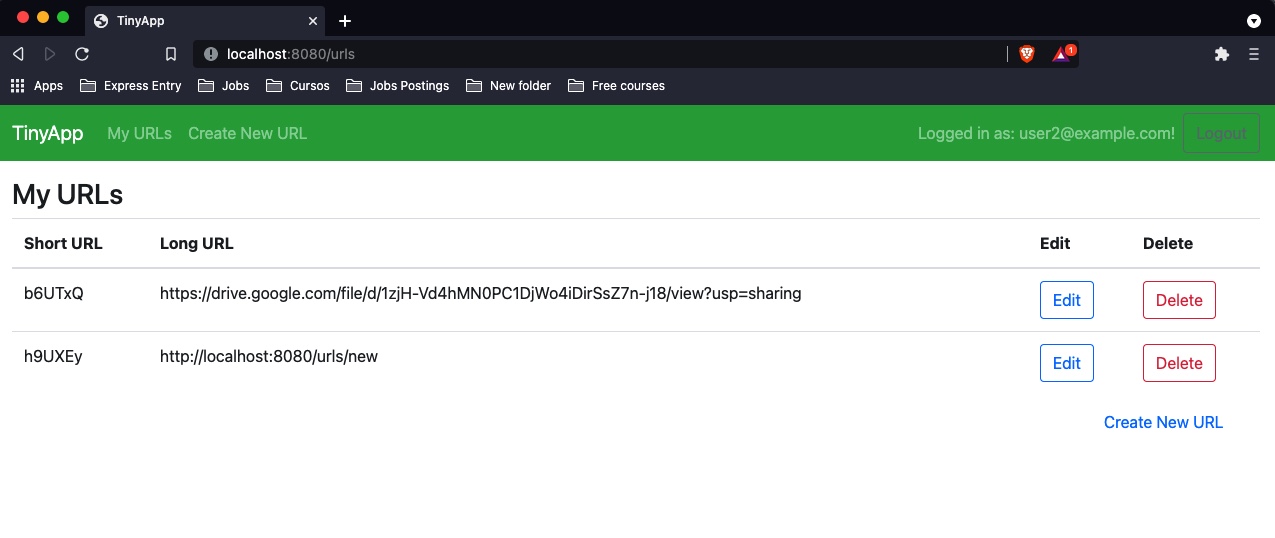 TinyApp
localhost:8080/urls
1
Apps Express Entry Jobs Cursos Jobs Postings New folder Free courses
TinyApp My URLs Create New URL Logged in as: user2@example.com! Logout
My URLs
Short URL Long URL Edit Delete
b6UTxQ https://drive.google.com/file/d/1zjH-Vd4hMN0PC1DjWo4iDirSsZ7n-j18/view?usp=sharing Edit Delete
h9UXEy http://localhost:8080/urls/new Edit Delete
Create New URL